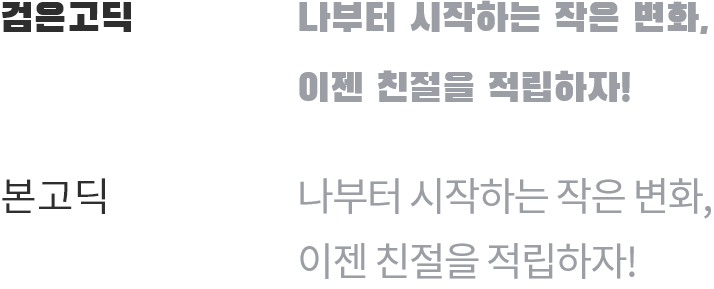 검은고딕
나부터 시작하는 작은 변화,
이젠 친절을 적립하자!
본고딕
나부터 시작하는 작은 변화,
이젠 친절을 적립하자!